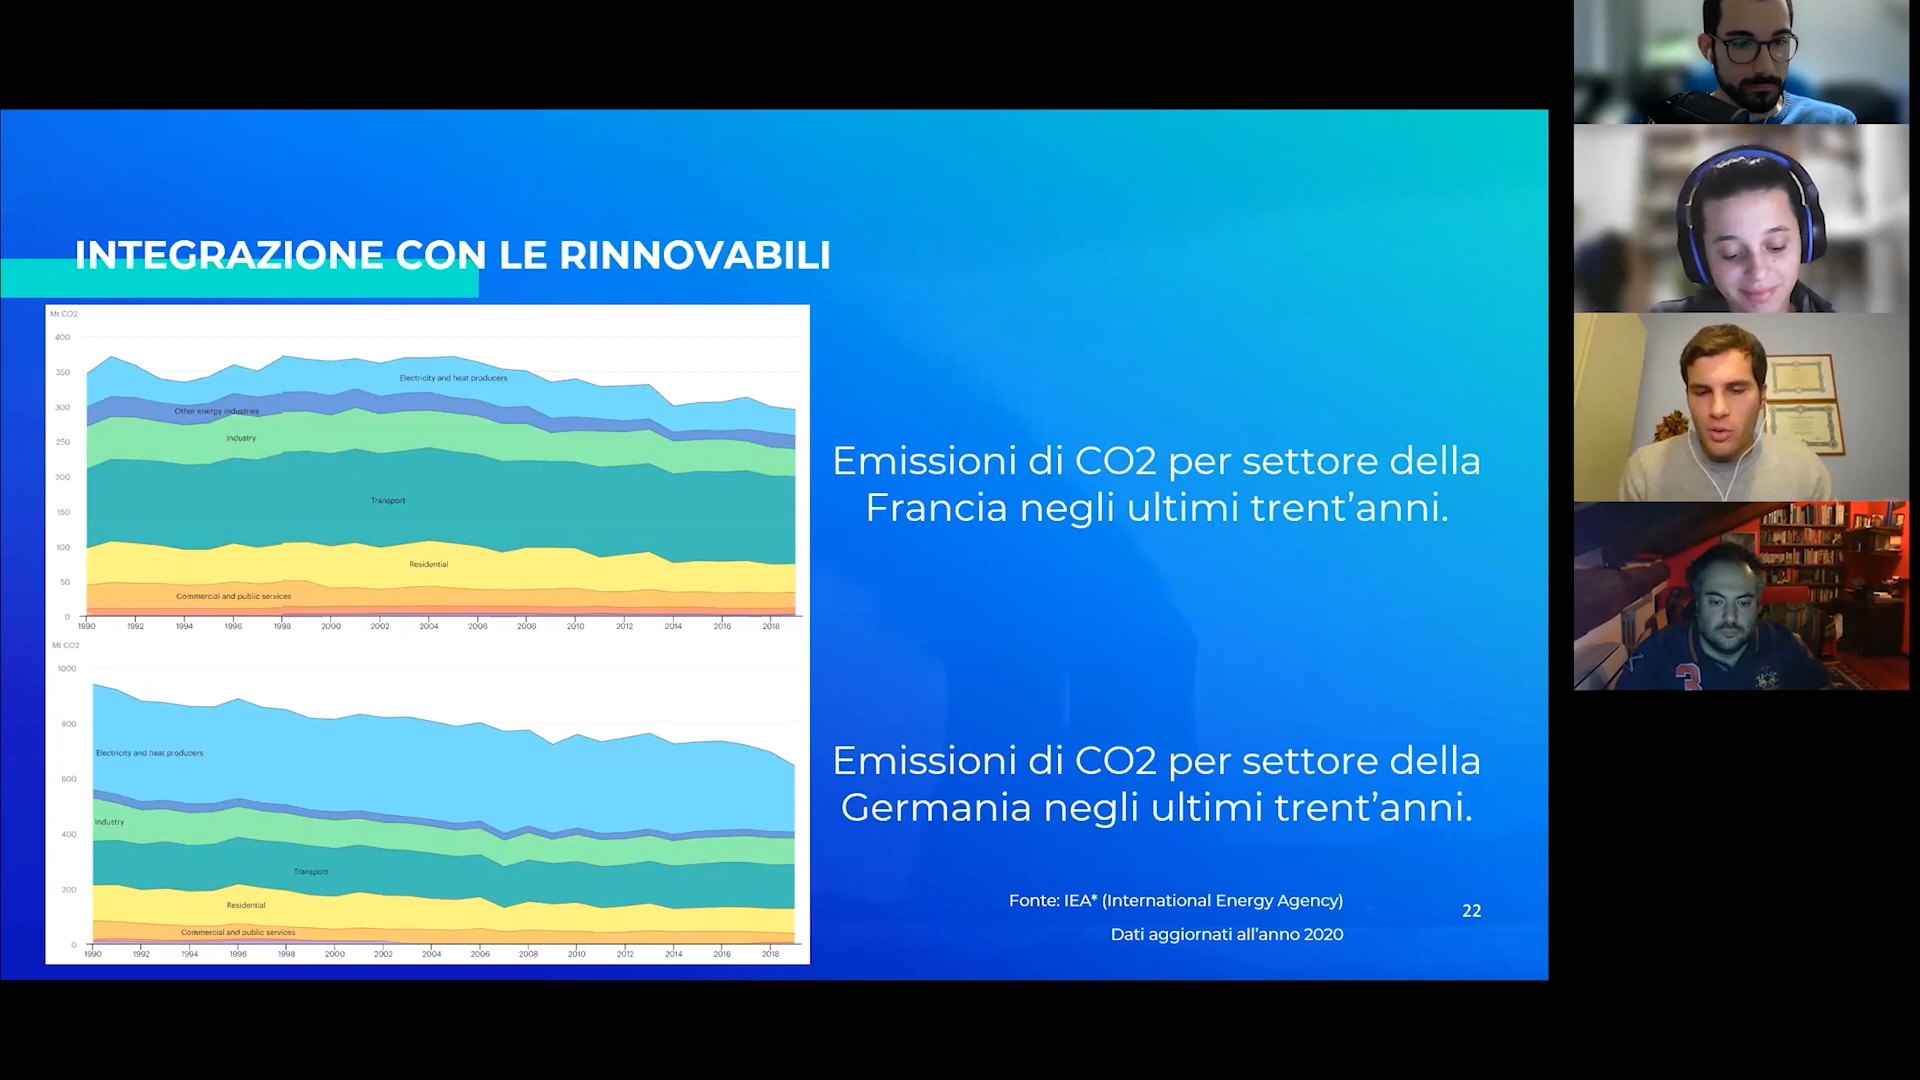 INTEGRAZIONE CON LE RINNOVABILI
Mt CO2
400
350
300
250
200
150
100
50
0
Electricity and heat producers
Other energy industries
Industry
Transport
Residential
Commercial and public services
1990 1992 1994 1996 1998 2000 2002 2004 2006 2008 2010 2012 2014 2016 2018
Emissioni di CO2 per settore della
Francia negli ultimi trent’anni.
Mt CO2
1000
800
600
400
200
0
Electricity and heat producers
Industry
Transport
Residential
Commercial and public services
1990 1992 1994 1996 1998 2000 2002 2004 2006 2008 2010 2012 2014 2016 2018
Emissioni di CO2 per settore della
Germania negli ultimi trent’anni.
Fonte: IEA* (International Energy Agency)
Dati aggiornati all’anno 2020
22
3